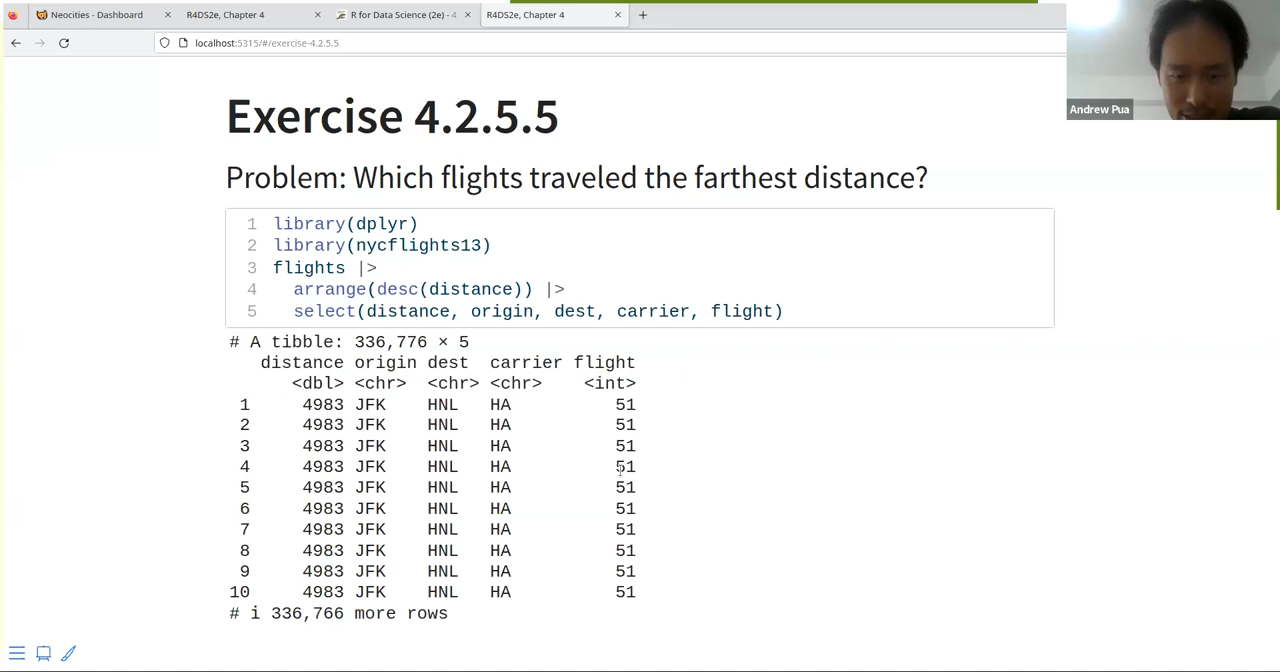 Neocities - Dashboard
R4DS2e, Chapter 4
R for Data Science (2e) - 4
R4DS2e, Chapter 4
localhost:5315/#/exercise-4.2.5.5
Andrew Pua
Exercise 4.2.5.5
Problem: Which flights traveled the farthest distance?
1 library(dplyr)
2 library(nycflights13)
3 flights |>
4 arrange(desc(distance)) |>
5 select(distance, origin, dest, carrier, flight)
# A tibble: 336,776 × 5
distance origin dest carrier flight
<dbl> <chr> <chr> <chr> <int>
1 4983 JFK HNL HA 51
2 4983 JFK HNL HA 51
3 4983 JFK HNL HA 51
4 4983 JFK HNL HA 51
5 4983 JFK HNL HA 51
6 4983 JFK HNL HA 51
7 4983 JFK HNL HA 51
8 4983 JFK HNL HA 51
9 4983 JFK HNL HA 51
10 4983 JFK HNL HA 51
# i 336,766 more rows